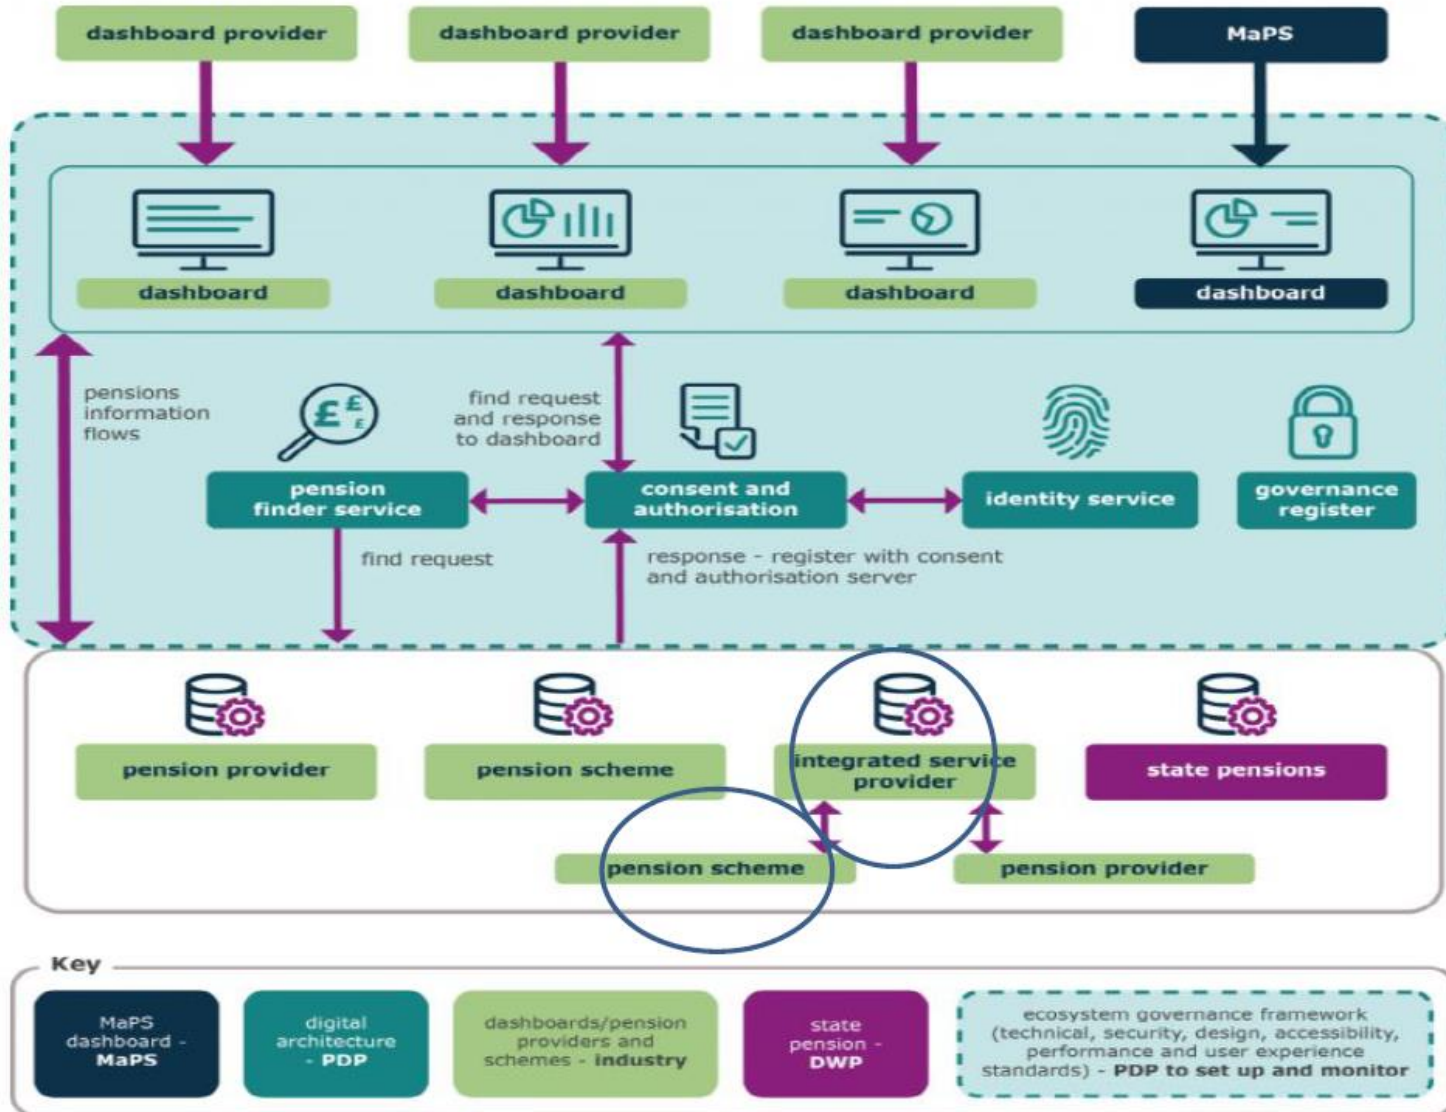 dashboard provider
dashboard provider
dashboard provider
MaPS
dashboard
dashboard
dashboard
dashboard
pensions
information
flows
£ £ £
find request
and response
to dashboard
pension
finder service
consent and
authorisation
identity service
governance
register
find request
response - register with consent
and authorisation server
pension provider
pension scheme
integrated service
provider
state pensions
pension scheme
pension provider
Key
MaPS
dashboard -
MaPS
digital
architecture
- PDP
dashboards/pension
providers and
schemes - industry
state
pension -
DWP
ecosystem governance framework
(technical, security, design, accessibility,
performance and user experience
standards) - PDP to set up and monitor